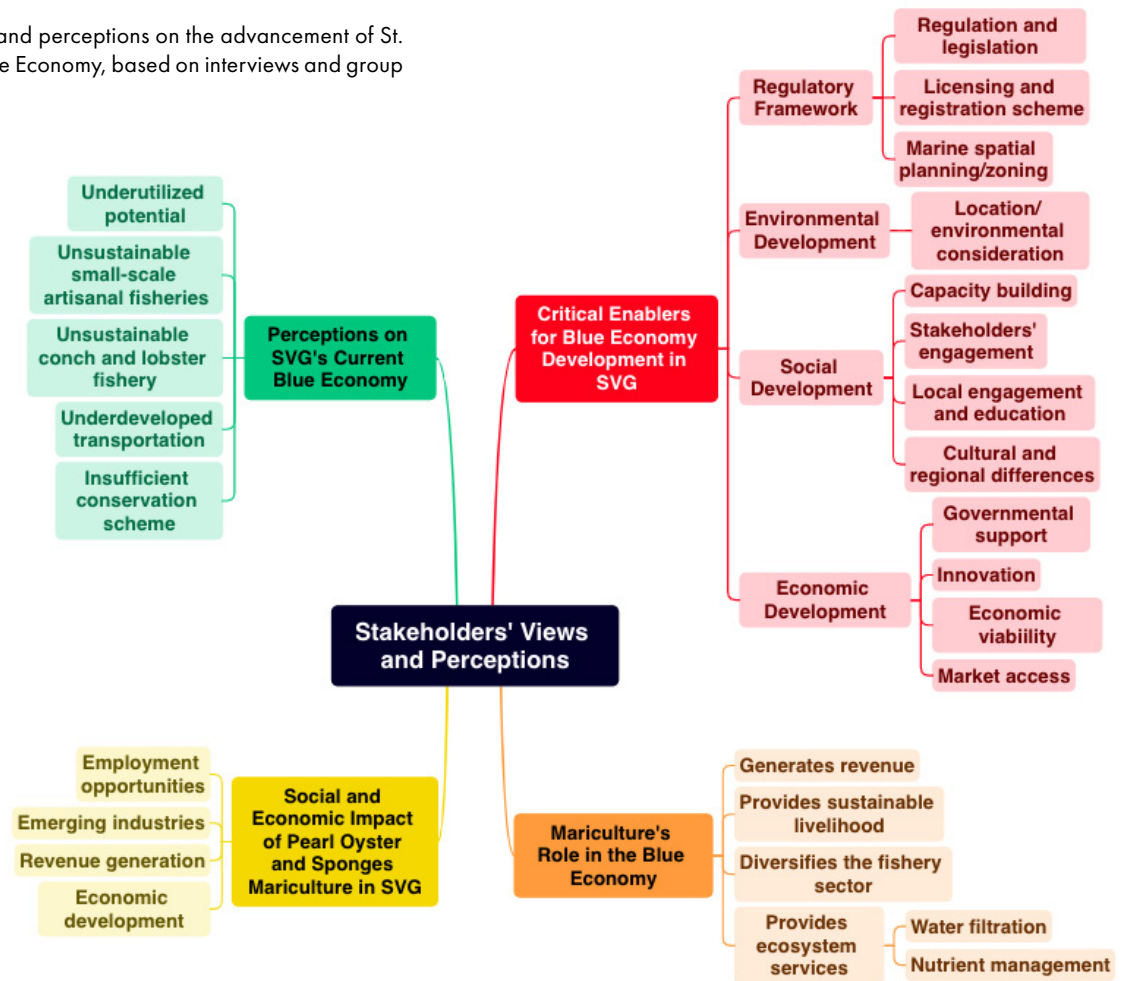 and perceptions on the advancement of St.
e Economy, based on interviews and group
Underutilized
potential
Unsustainable
small-scale
artisanal fisheries
Unsustainable
conch and lobster
fishery
Underdeveloped
transportation
Insufficient
conservation
scheme
Perceptions on
SVG's Current
Blue Economy
Critical Enablers
for Blue Economy
Development in
SVG
Regulatory
Framework
Regulation and
legislation
Licensing and
registration scheme
Marine spatial
planning/zoning
Environmental
Development
Location/
environmental
consideration
Social
Development
Capacity building
Stakeholders'
engagement
Local engagement
and education
Cultural and
regional differences
Economic
Development
Governmental
support
Innovation
Economic
viabiility
Market access
Stakeholders' Views
and Perceptions
Employment
opportunities
Emerging industries
Revenue generation
Economic
development
Social and
Economic Impact
of Pearl Oyster
and Sponges
Mariculture in SVG
Mariculture's
Role in the Blue
Economy
Generates revenue
Provides sustainable
livelihood
Diversifies the fishery
sector
Provides
ecosystem
services
Water filtration
Nutrient management